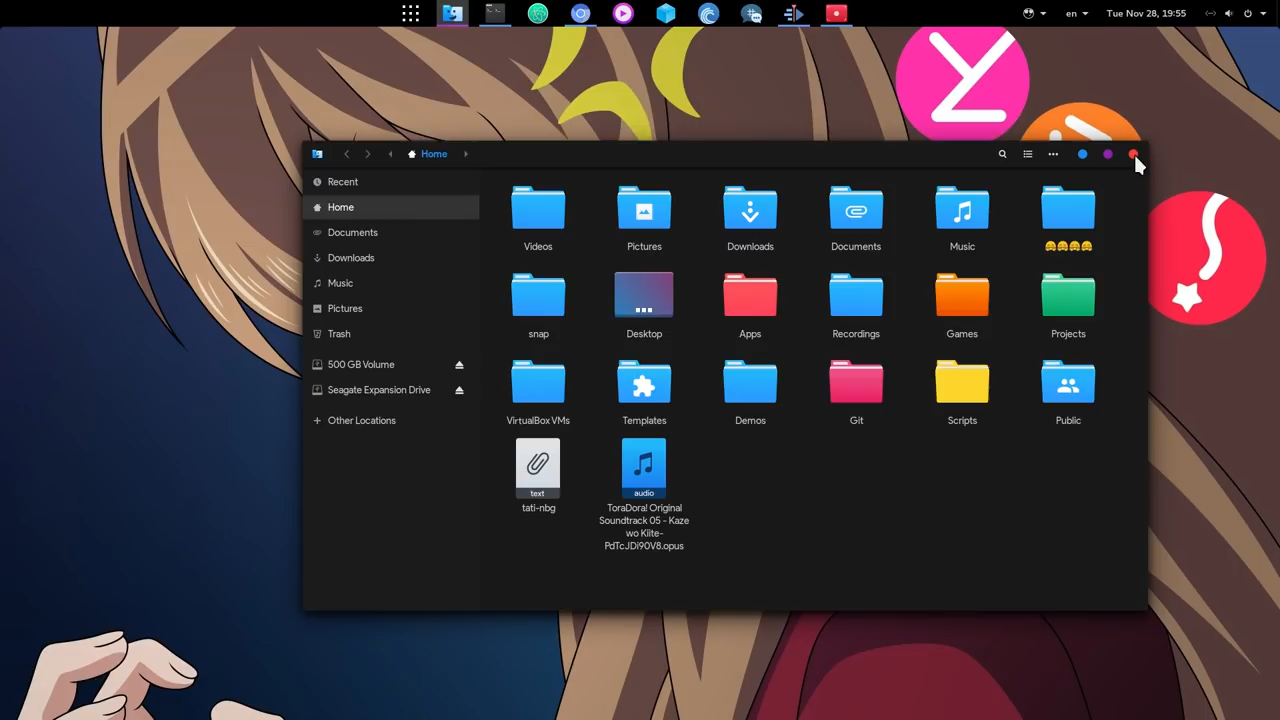 en
Tue Nov 28, 19:55
Home
Recent
Home
Documents
Downloads
Music
Pictures
Trash
500 GB Volume
Seagate Expansion Drive
Other Locations
Videos
Pictures
Downloads
Documents
Music
🤗🤗🤗🤗
snap
Desktop
Apps
Recordings
Games
Projects
VirtualBox VMs
Templates
Demos
Git
Scripts
Public
text
tati-nbg
audio
ToraDora! Original
Soundtrack 05 - Kaze
wo Kiite-
PdTcJDi90V8.opus